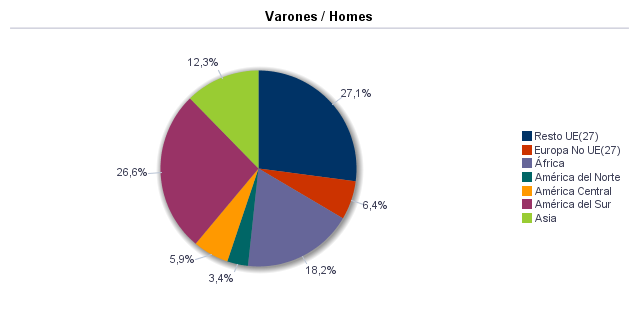 Varones / Homes
12,3%
27,1%
26,6%
6,4%
5,9%
3,4%
18,2%
Resto UE(27)
Europa No UE(27)
África
América del Norte
América Central
América del Sur
Asia